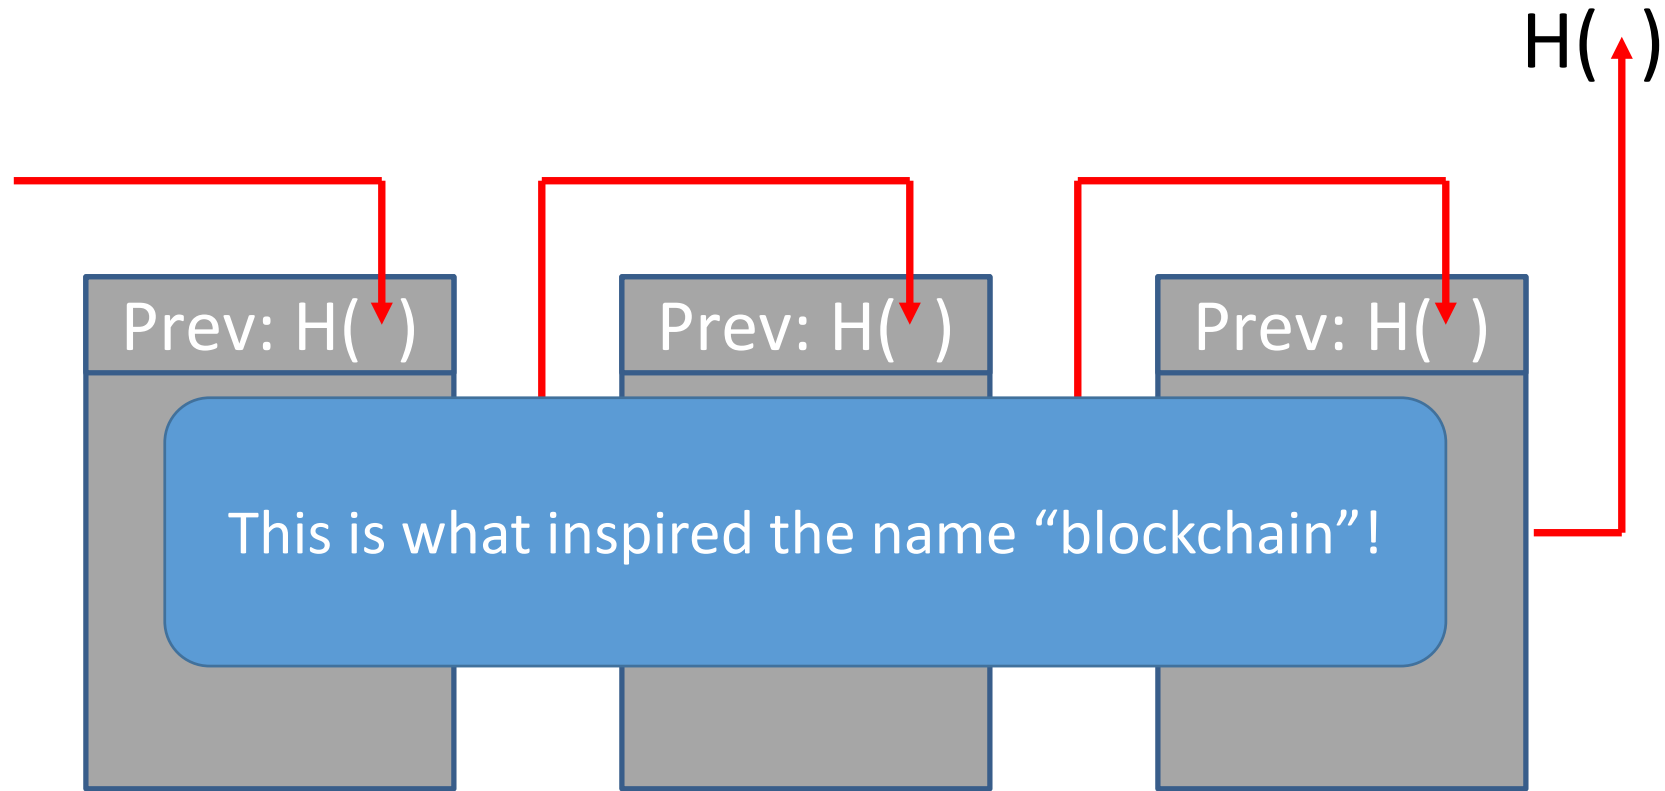 H( )
Prev: H( )
Prev: H( )
Prev: H( )
This is what inspired the name “blockchain”!